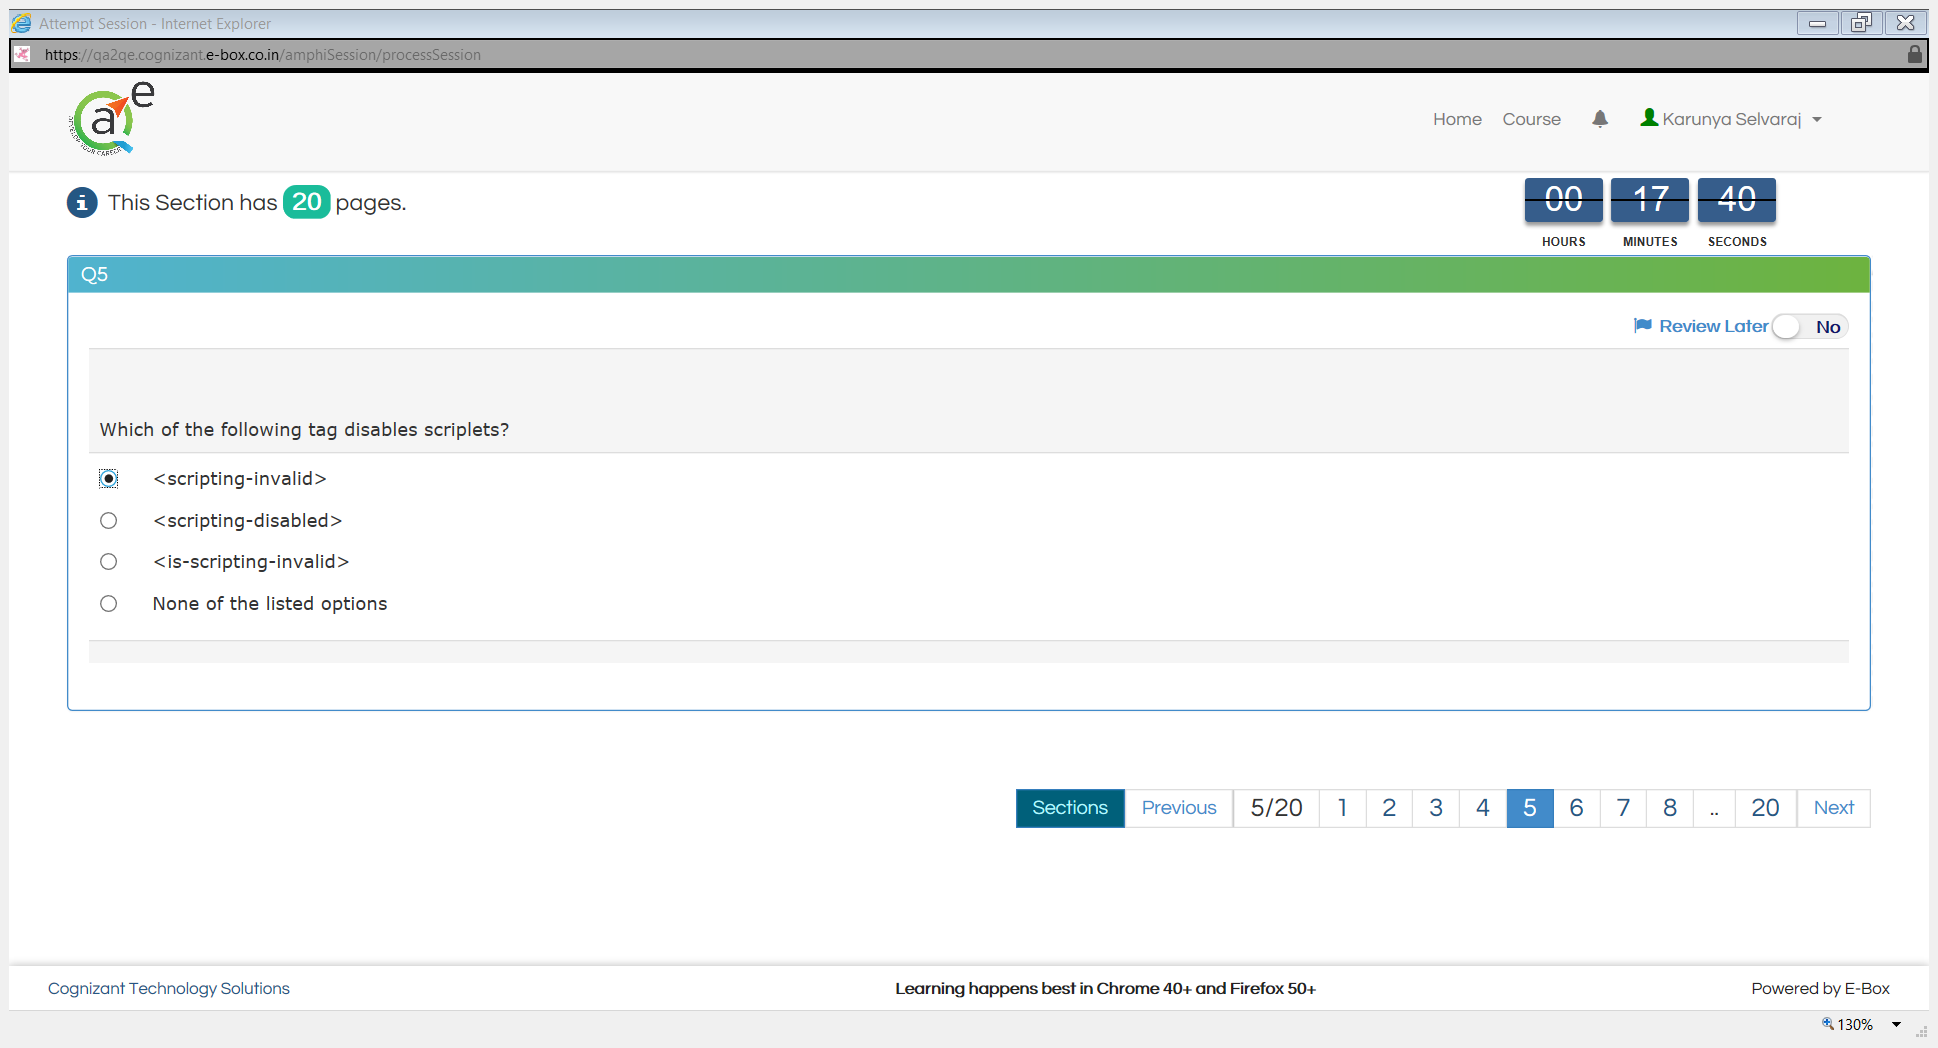 Attempt Session - Internet Explorer
https://qa2qe.cognizant.e-box.co.in/amphiSession/processSession
a e
DEVELOP YOUR CAREER
Home Course Karunya Selvaraj
This Section has 20 pages.
00 17 40
HOURS MINUTES SECONDS
Q5
Review Later No
Which of the following tag disables scriplets?
<scripting-invalid>
<scripting-disabled>
<is-scripting-invalid>
None of the listed options
Sections Previous 5/20 1 2 3 4 5 6 7 8 .. 20 Next
Cognizant Technology Solutions Learning happens best in Chrome 40+ and Firefox 50+ Powered by E-Box
130%